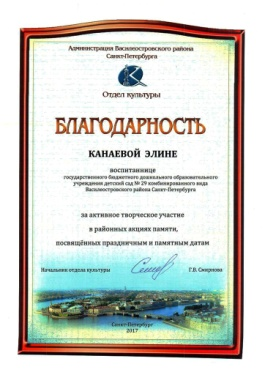 Администрация Василеостровского района
Санкт-Петербурга
Отдел культуры
БЛАГОДАРНОСТЬ
КАНАЕВОЙ ЭЛИНЕ
воспитаннице
государственного бюджетного дошкольного образовательного
учреждения детский сад № 29 комбинированного вида
Василеостровского района Санкт-Петербурга
за активное творческое участие
в районных акциях памяти,
посвящённых праздничным и памятным датам
Начальник отдела культуры Г.В. Смирнова
Санкт-Петербург
2017